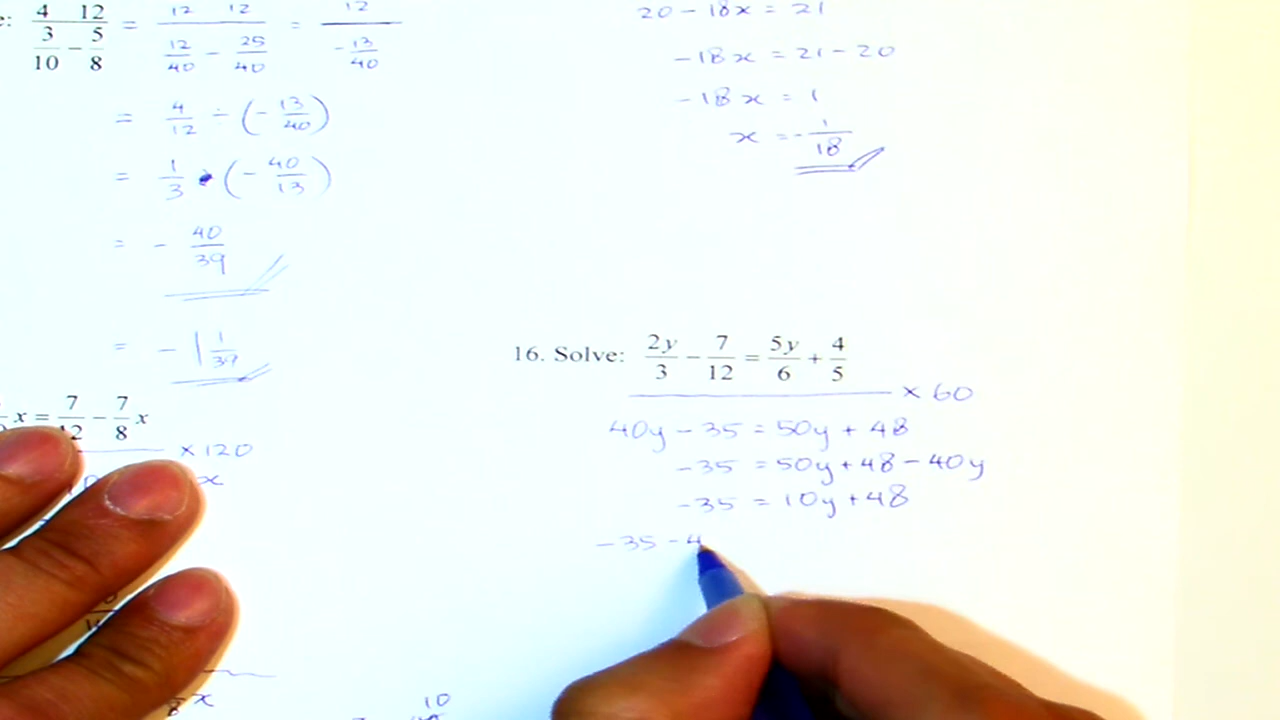 4 12 = 12 12 = 12
3/10 - 5/8 12/40 - 25/40 -13/40
= 4/12 ÷ (-13/40)
= 1/3 • (-40/13)
= - 40/39
= - 1 1/39
x = 7/12 - 7/8 x
× 120
x
x
10
20 - 18x = 21
-18x = 21 - 20
-18x = 1
x = - 1/18
16. Solve: 2y/3 - 7/12 = 5y/6 + 4/5
× 60
40y - 35 = 50y + 48
-35 = 50y + 48 - 40y
-35 = 10y + 48
-35 - 4